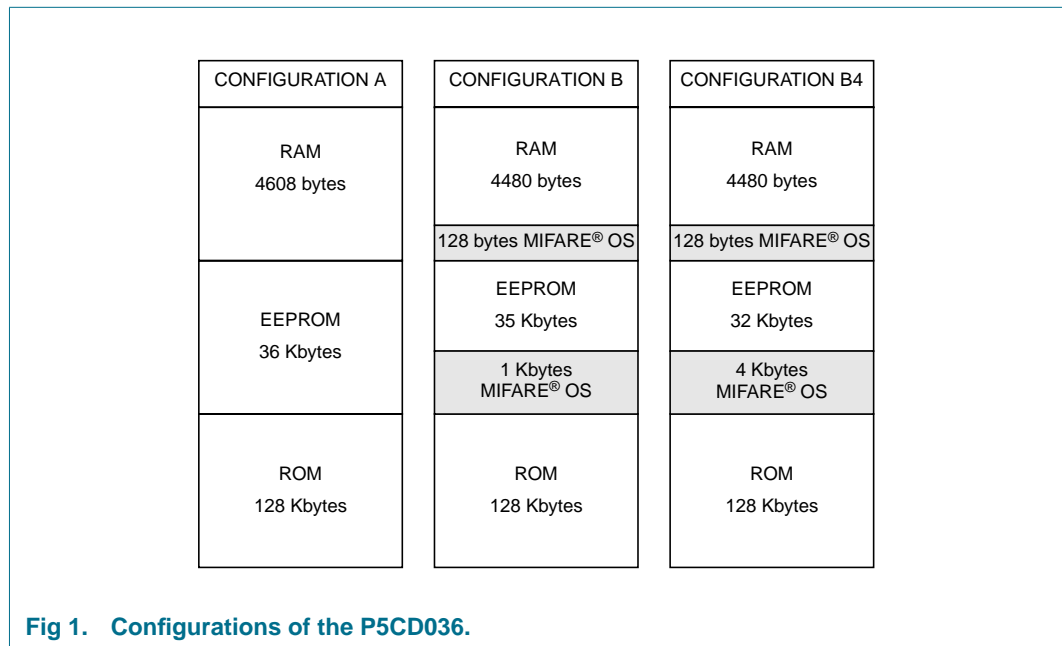 CONFIGURATION A
RAM
4608 bytes
EEPROM
36 Kbytes
ROM
128 Kbytes
CONFIGURATION B
RAM
4480 bytes
128 bytes MIFARE® OS
EEPROM
35 Kbytes
1 Kbytes
MIFARE® OS
ROM
128 Kbytes
CONFIGURATION B4
RAM
4480 bytes
128 bytes MIFARE® OS
EEPROM
32 Kbytes
4 Kbytes
MIFARE® OS
ROM
128 Kbytes
Fig 1. Configurations of the P5CD036.